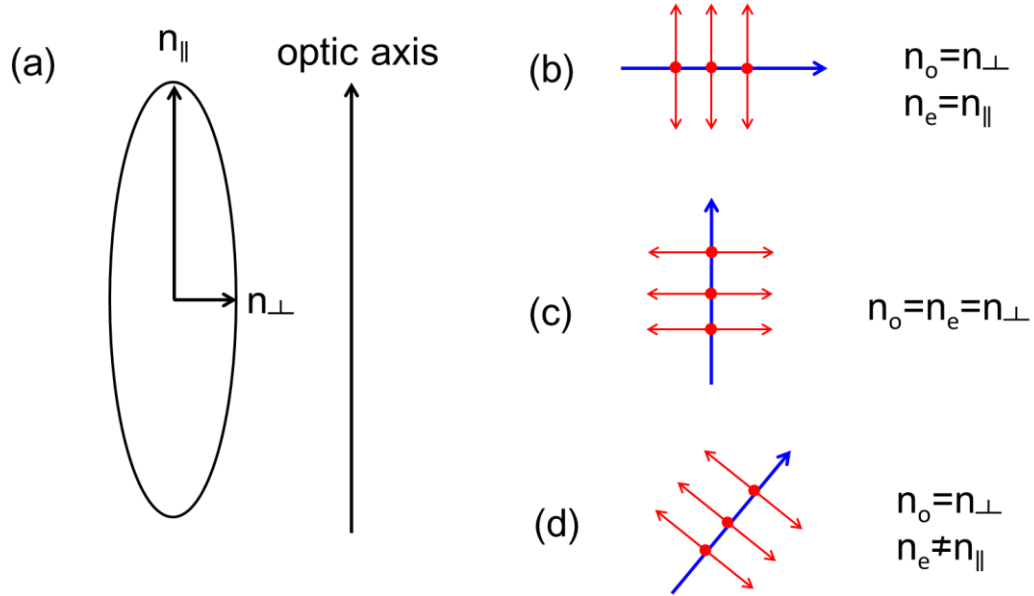 (a)
n∥
optic axis
n⊥
(b)
nₒ=n⊥
nₑ=n∥
(c)
nₒ=nₑ=n⊥
(d)
nₒ=n⊥
nₑ≠n∥